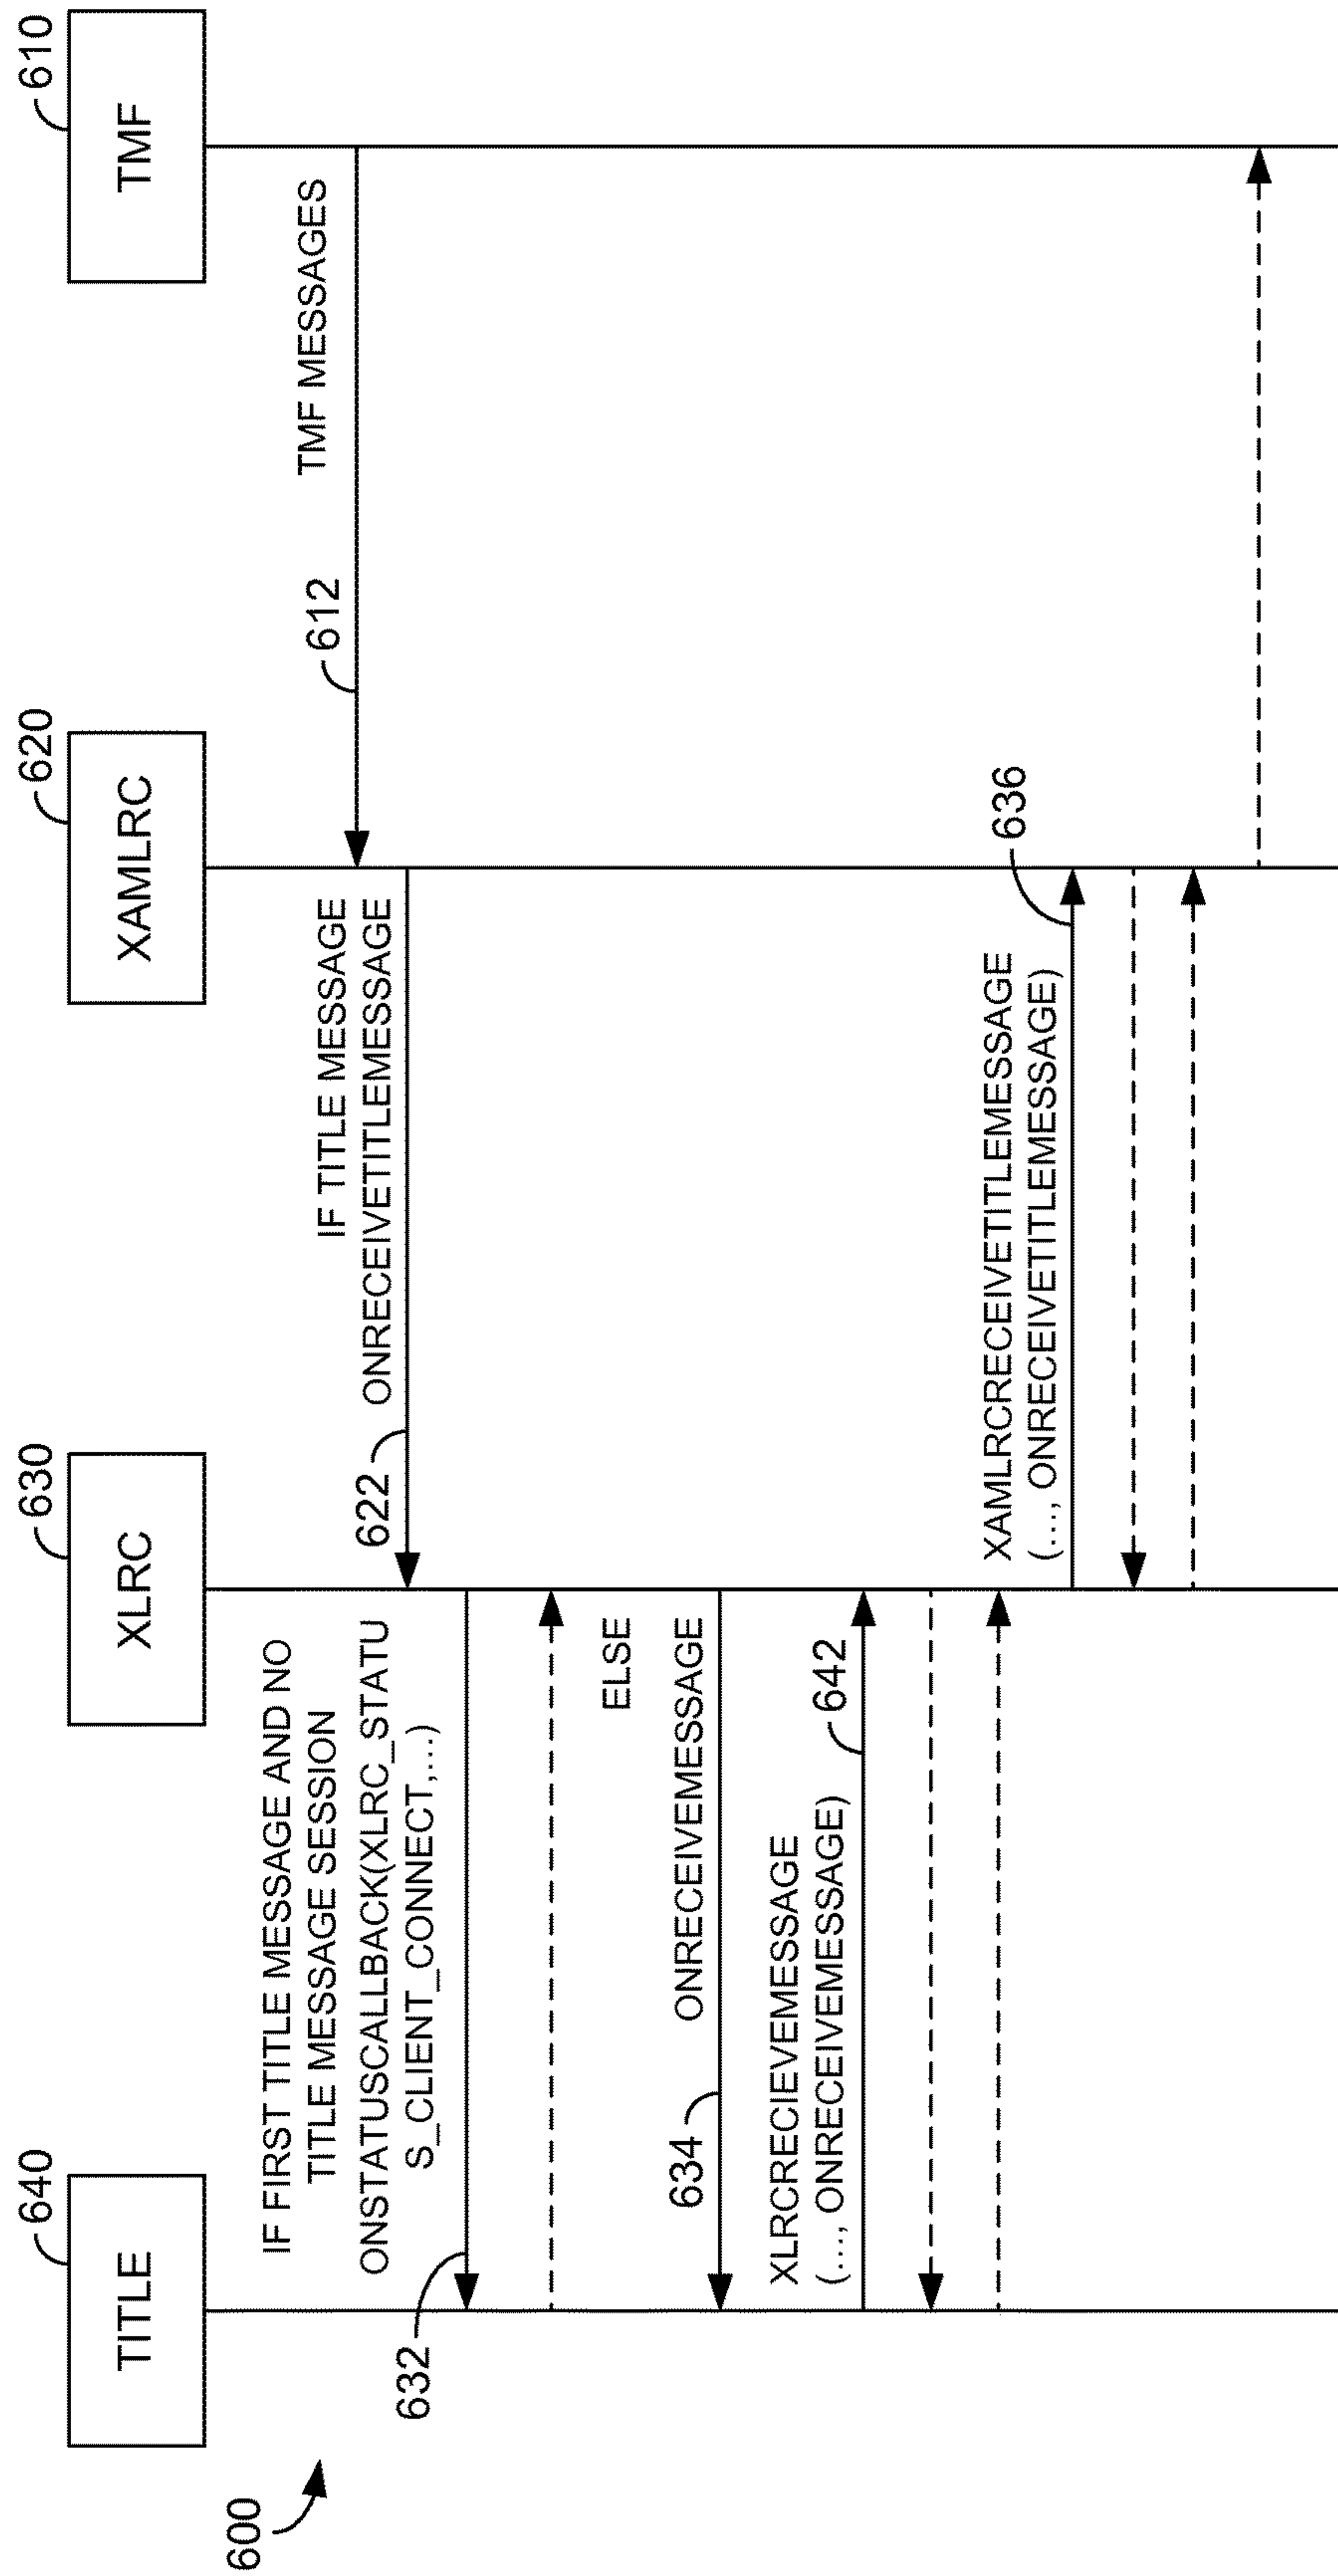 600
640
TITLE
630
XLRC
620
XAMLRC
610
TMF
TMF MESSAGES
612
IF TITLE MESSAGE
ONRECEIVETITLEMESSAGE
622
IF FIRST TITLE MESSAGE AND NO
TITLE MESSAGE SESSION
ONSTATUSCALLBACK(XLRC_STATU
S_CLIENT_CONNECT,...)
632
ELSE
ONRECEIVEMESSAGE
634
XLRCRECIEVEMESSAGE
(..., ONRECEIVEMESSAGE)
642
XAMLRCRECEIVETITLEMESSAGE
(..., ONRECEIVETITLEMESSAGE)
636